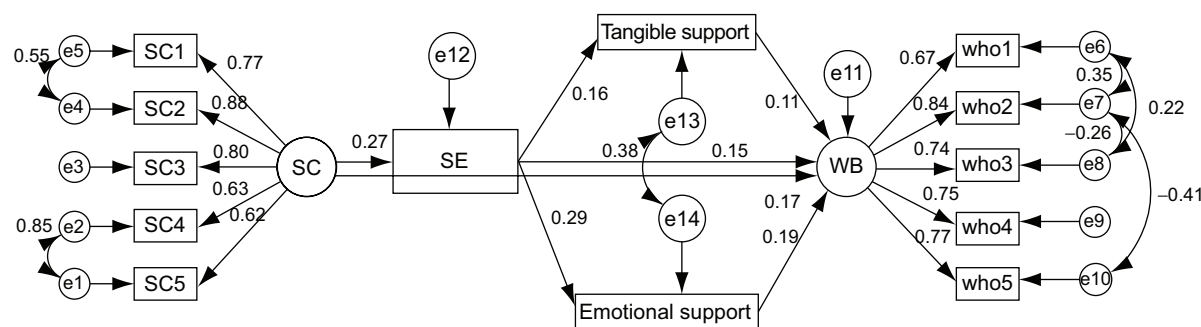 Tangible support
e5
SC1
e12
who1
e6
0.55
0.77
e11
0.67
0.35
e4
SC2
0.88
0.16
0.11
0.84
who2
e7
0.22
e13
−0.26
e3
SC3
0.80
SC
0.27
SE
0.38
0.15
WB
0.74
who3
e8
0.63
0.17
0.75
−0.41
0.85
e2
SC4
0.62
0.29
e14
0.19
0.77
who4
e9
e1
SC5
who5
e10
Emotional support